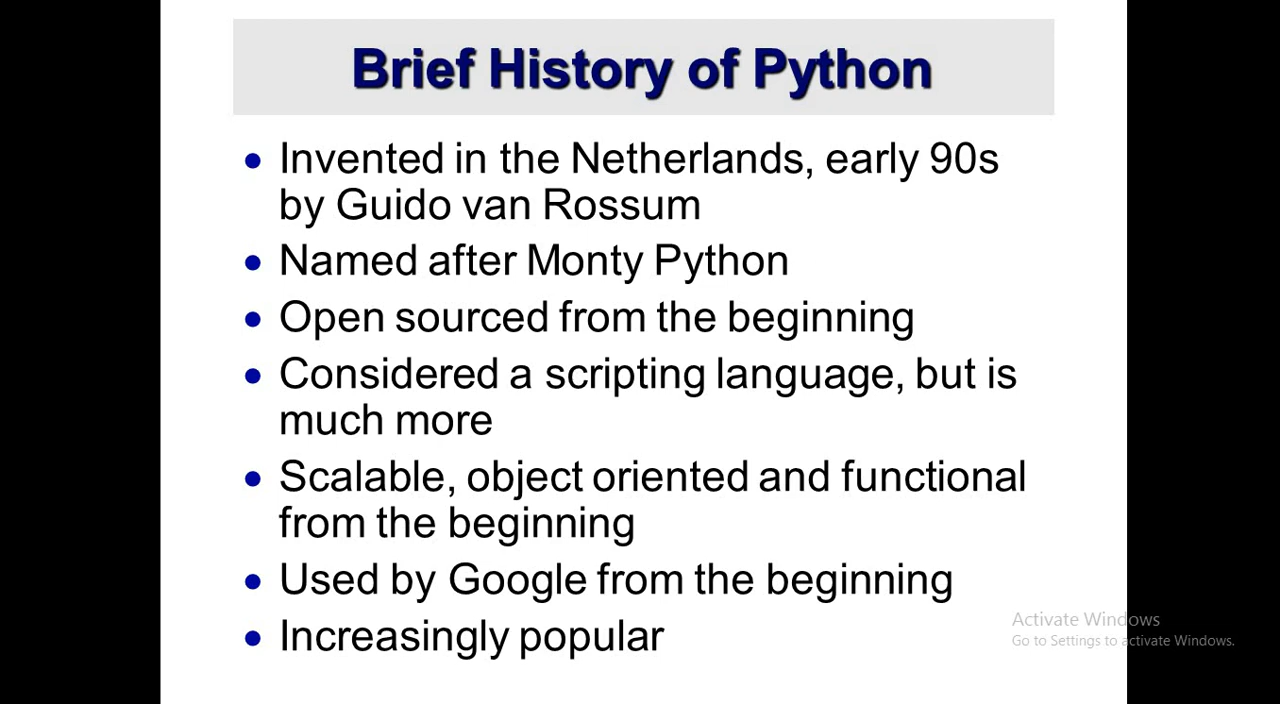 Brief History of Python
• Invented in the Netherlands, early 90s
by Guido van Rossum
• Named after Monty Python
• Open sourced from the beginning
• Considered a scripting language, but is
much more
• Scalable, object oriented and functional
from the beginning
• Used by Google from the beginning
• Increasingly popular
Activate Windows
Go to Settings to activate Windows.